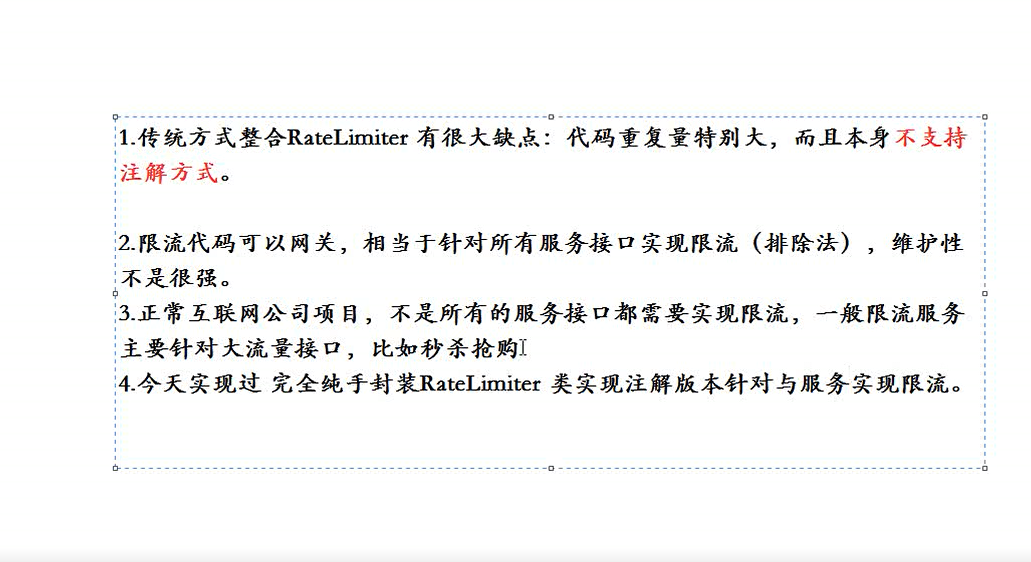 1.传统方式整合RateLimiter 有很大缺点：代码重复量特别大，而且本身不支持
注解方式。
2.限流代码可以网关，相当于针对所有服务接口实现限流（排除法），维护性
不是很强。
3.正常互联网公司项目，不是所有的服务接口都需要实现限流，一般限流服务
主要针对大流量接口，比如秒杀抢购
4.今天实现过 完全纯手封装RateLimiter 类实现注解版本针对与服务实现限流。